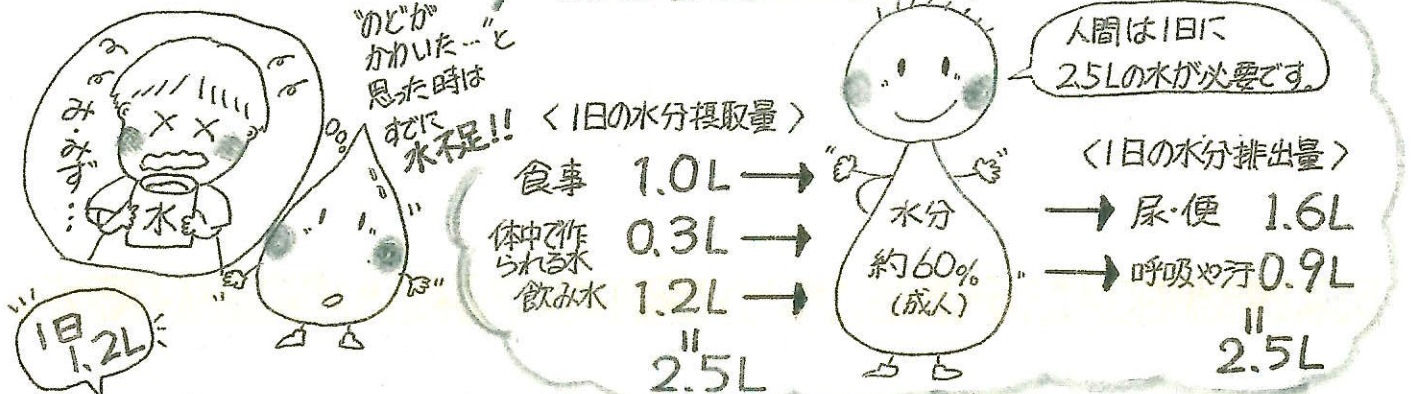 み・みず・・・
水
"のどが
かわいた…"と
思った時は
すでに
水不足!!
1日
1.2L
人間は1日に
2.5Lの水が必要です。
<1日の水分摂取量>
食事 1.0L→
体中で作
られる水 0.3L→
飲み水 1.2L→
=
2.5L
水分
約60%
(成人)
<1日の水分排出量>
→尿・便 1.6L
→呼吸や汗0.9L
=
2.5L